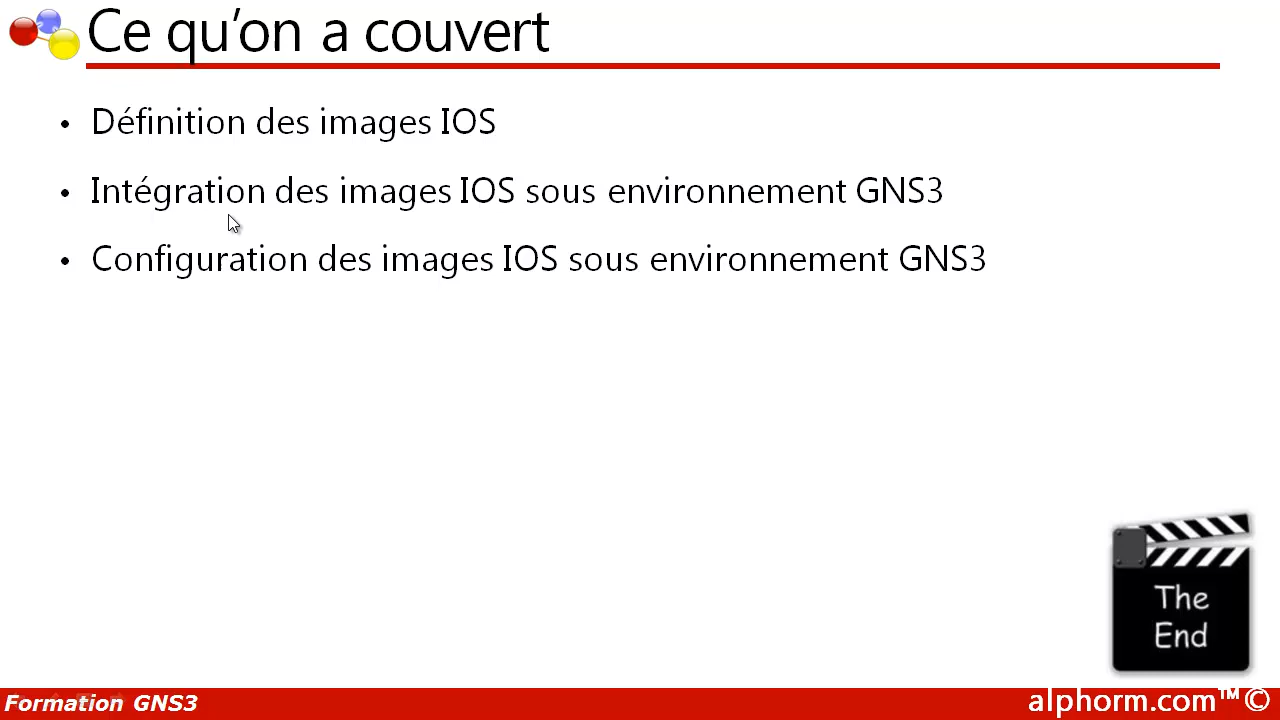 Ce qu’on a couvert
• Définition des images IOS
• Intégration des images IOS sous environnement GNS3
• Configuration des images IOS sous environnement GNS3
The
End
Formation GNS3
alphorm.com™©